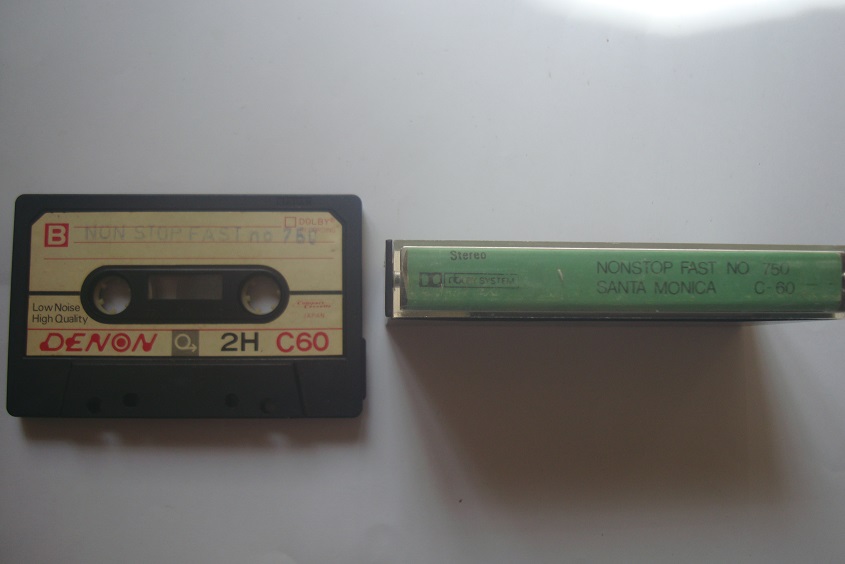 B
DOLBY
NON STOP FAST no 750
Low Noise
High Quality
JAPAN
DENON 2H C60
Stereo
DOLBY SYSTEM
NONSTOP FAST NO 750
SANTA MONICA C-60